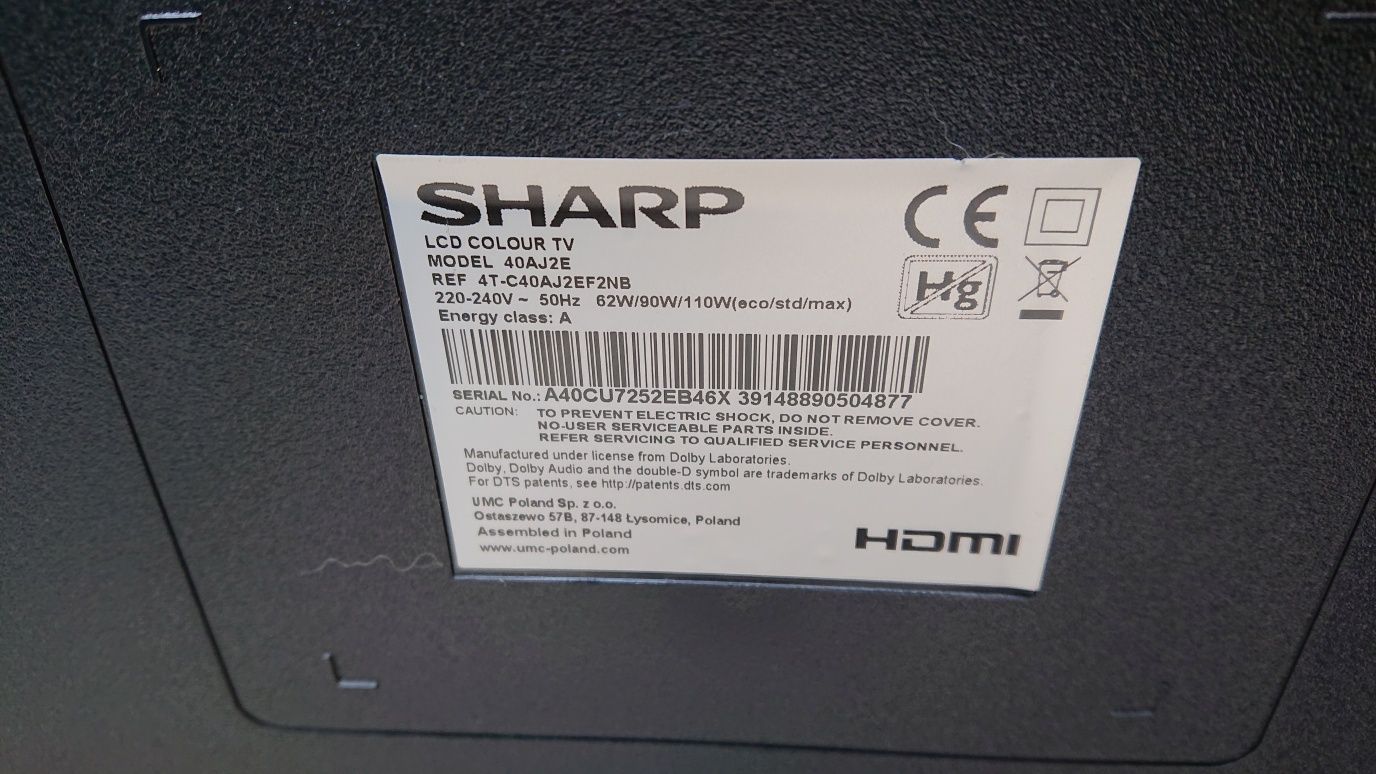 SHARP
CE
LCD COLOUR TV
MODEL 40AJ2E
REF 4T-C40AJ2EF2NB
220-240V ~ 50Hz 62W/90W/110W(eco/std/max)
Hg
Energy class: A
SERIAL No.: A40CU7252EB46X 39148890504877
CAUTION: TO PREVENT ELECTRIC SHOCK, DO NOT REMOVE COVER.
NO-USER SERVICEABLE PARTS INSIDE.
REFER SERVICING TO QUALIFIED SERVICE PERSONNEL.
Manufactured under license from Dolby Laboratories.
Dolby, Dolby Audio and the double-D symbol are trademarks of Dolby Laboratories.
For DTS patents, see http://patents.dts.com
UMC Poland Sp. z o.o.
Ostaszewo 57B, 87-148 Łysomice, Poland
Assembled in Poland
www.umc-poland.com
HDMI